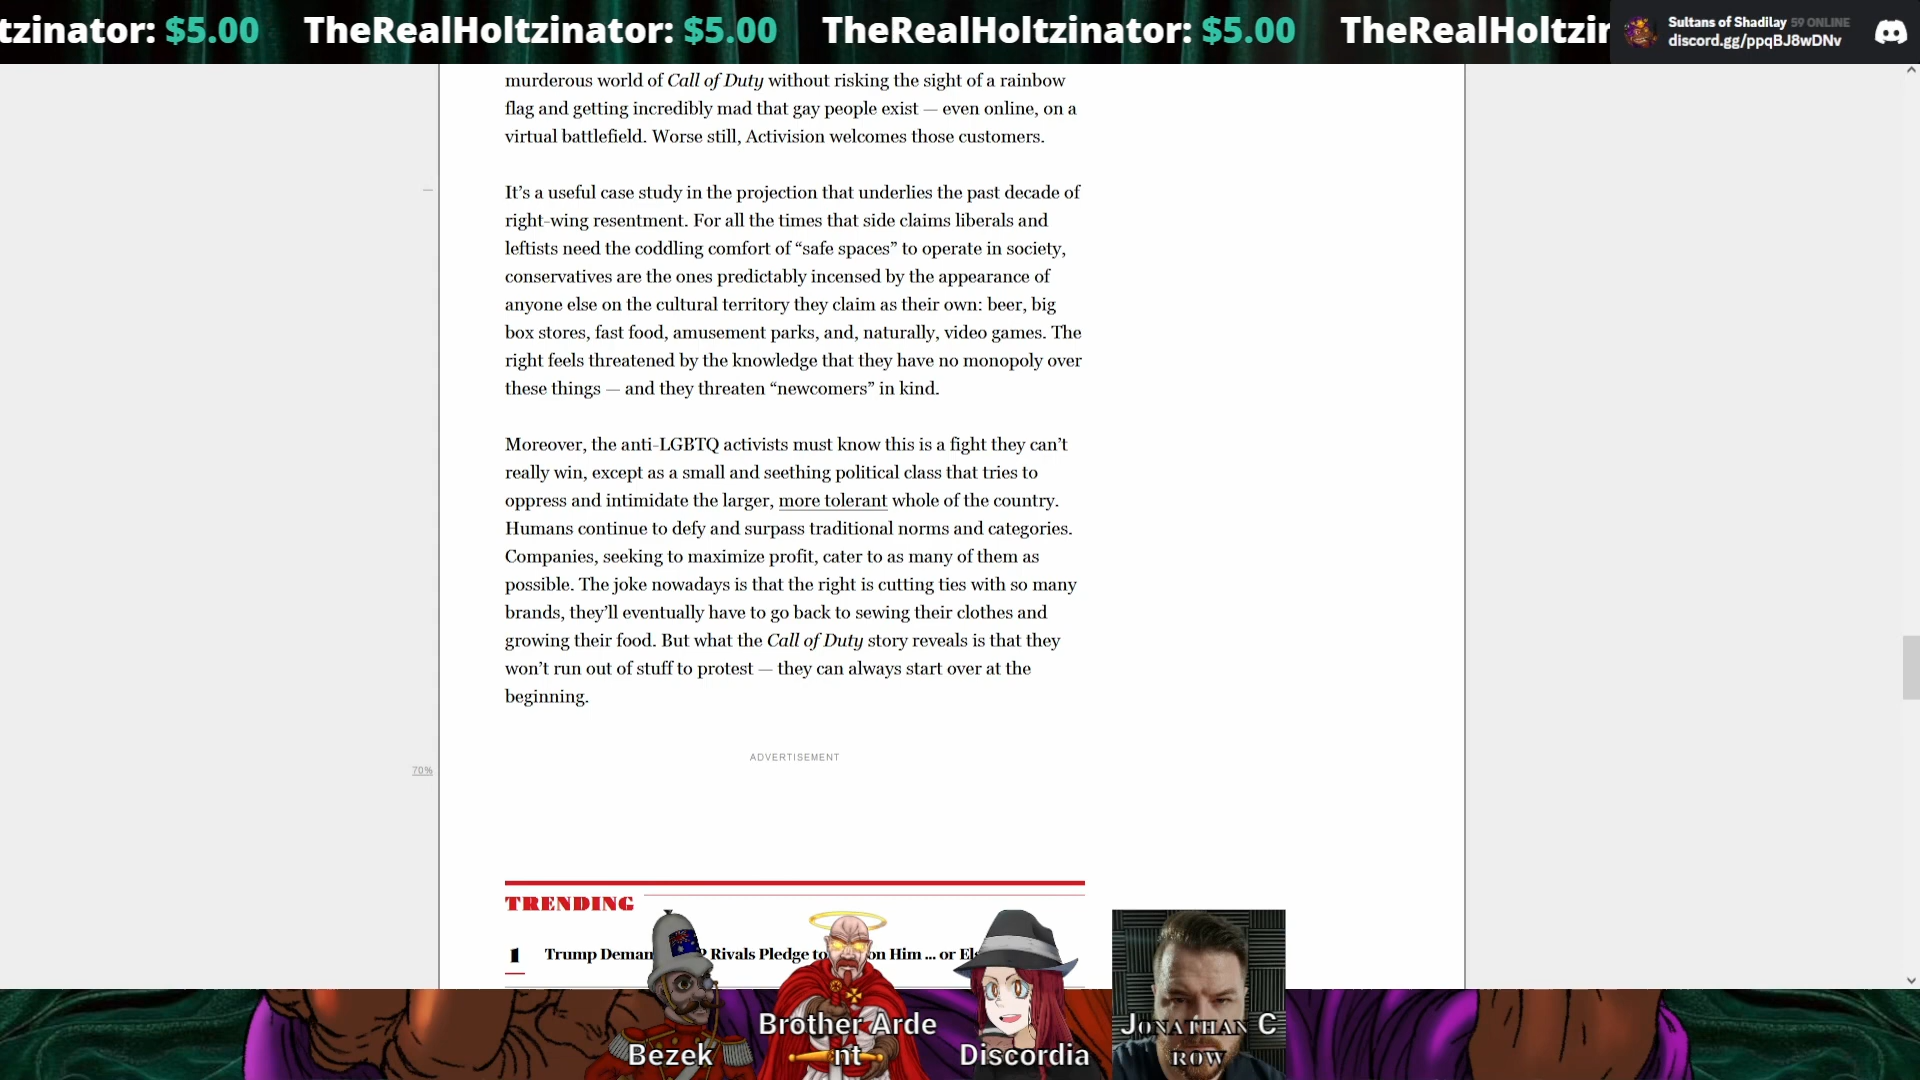 tzinator: $5.00 TheRealHoltzinator: $5.00 TheRealHoltzinator: $5.00 TheRealHoltzin
Sultans of Shadilay 59 ONLINE
discord.gg/ppqBJ8wDNv
murderous world of Call of Duty without risking the sight of a rainbow
flag and getting incredibly mad that gay people exist — even online, on a
virtual battlefield. Worse still, Activision welcomes those customers.
It’s a useful case study in the projection that underlies the past decade of
right-wing resentment. For all the times that side claims liberals and
leftists need the coddling comfort of “safe spaces” to operate in society,
conservatives are the ones predictably incensed by the appearance of
anyone else on the cultural territory they claim as their own: beer, big
box stores, fast food, amusement parks, and, naturally, video games. The
right feels threatened by the knowledge that they have no monopoly over
these things — and they threaten “newcomers” in kind.
Moreover, the anti-LGBTQ activists must know this is a fight they can’t
really win, except as a small and seething political class that tries to
oppress and intimidate the larger, more tolerant whole of the country.
Humans continue to defy and surpass traditional norms and categories.
Companies, seeking to maximize profit, cater to as many of them as
possible. The joke nowadays is that the right is cutting ties with so many
brands, they’ll eventually have to go back to sewing their clothes and
growing their food. But what the Call of Duty story reveals is that they
won’t run out of stuff to protest — they can always start over at the
beginning.
ADVERTISEMENT
70%
TRENDING
1 Trump Deman Rivals Pledge to on Him ... or El
Bezek
Brother Arde
nt
Discordia
Jonathan C
row